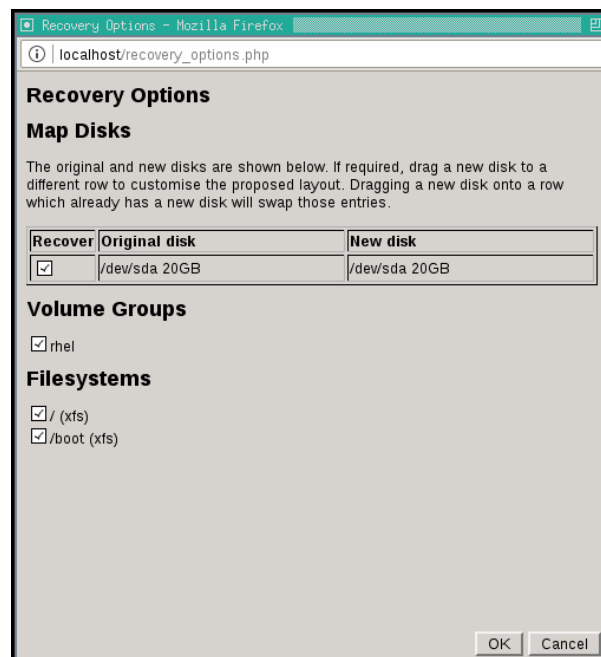 Recovery Options - Mozilla Firefox
localhost/recovery_options.php
Recovery Options
Map Disks
The original and new disks are shown below. If required, drag a new disk to a
different row to customise the proposed layout. Dragging a new disk onto a row
which already has a new disk will swap those entries.
Recover Original disk New disk
/dev/sda 20GB /dev/sda 20GB
Volume Groups
rhel
Filesystems
/ (xfs)
/boot (xfs)
OK Cancel